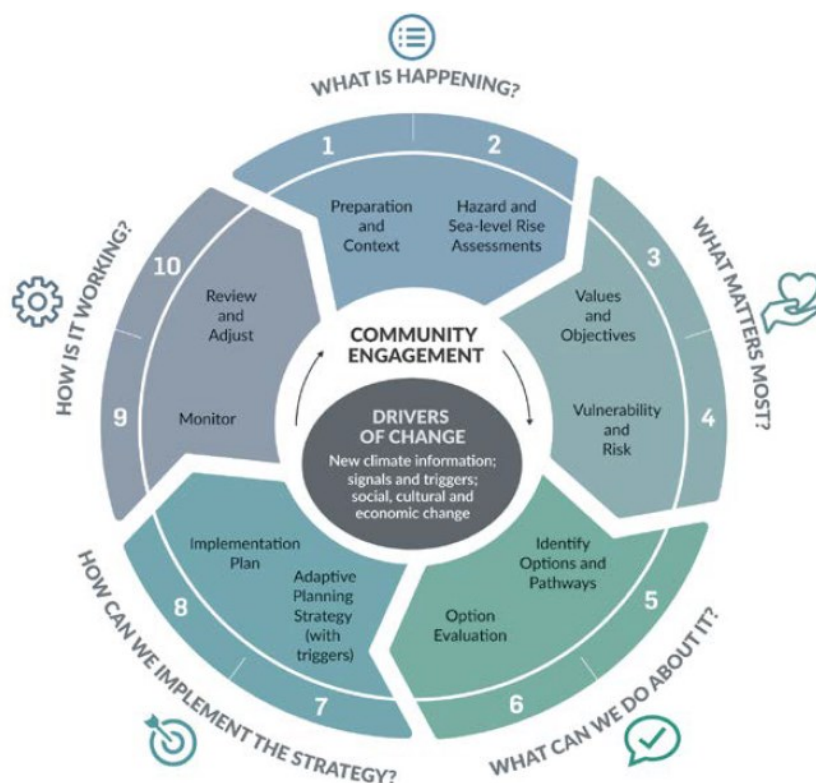 WHAT IS HAPPENING?
1
Preparation
and
Context
2
Hazard and
Sea-level Rise
Assessments
WHAT MATTERS MOST?
3
Values
and
Objectives
4
Vulnerability
and
Risk
WHAT CAN WE DO ABOUT IT?
5
Identify
Options and
Pathways
6
Option
Evaluation
HOW CAN WE IMPLEMENT THE STRATEGY?
7
Adaptive
Planning
Strategy
(with
triggers)
8
Implementation
Plan
HOW IS IT WORKING?
9
Monitor
10
Review
and
Adjust
COMMUNITY
ENGAGEMENT
DRIVERS
OF CHANGE
New climate information;
signals and triggers;
social, cultural and
economic change